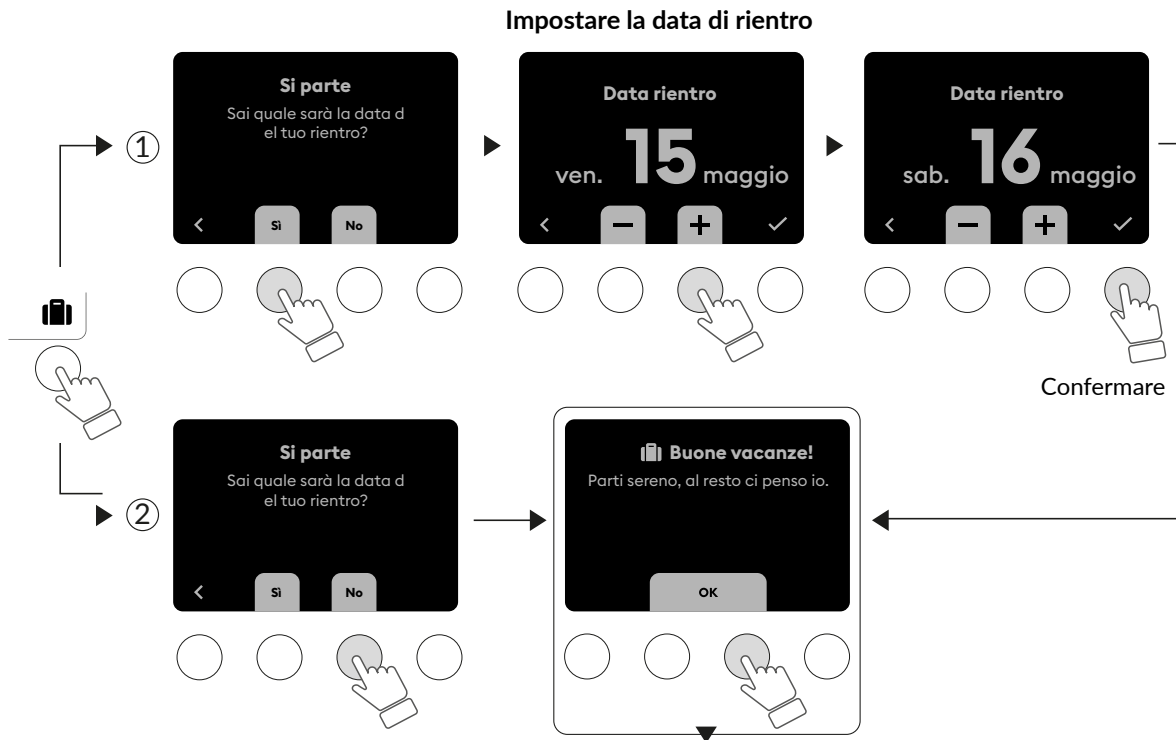 Impostare la data di rientro
1
Si parte
Sai quale sarà la data d
el tuo rientro?
Sì
No
Data rientro
ven. 15 maggio
Data rientro
sab. 16 maggio
Confermare
2
Si parte
Sai quale sarà la data d
el tuo rientro?
Sì
No
Buone vacanze!
Parti sereno, al resto ci penso io.
OK